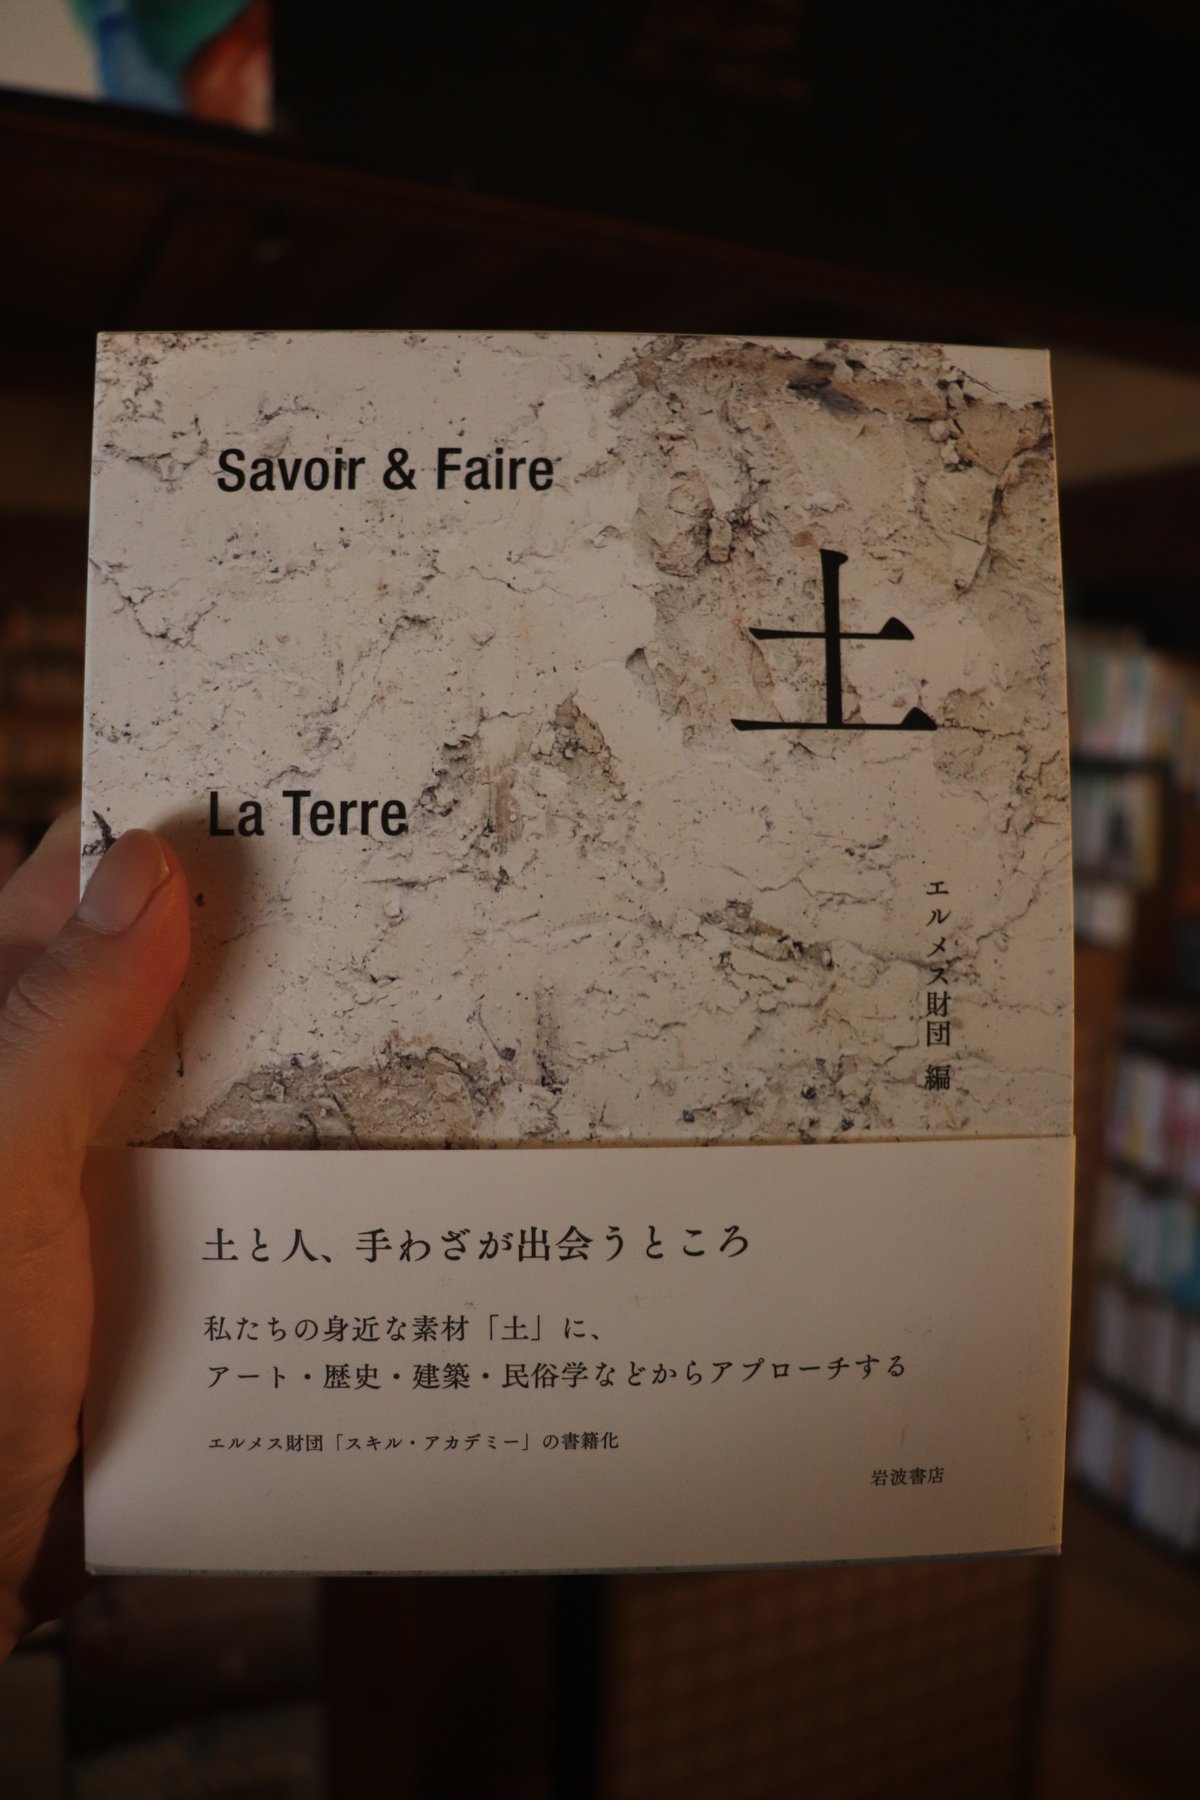 Savoir & Faire
土
La Terre
エルメス財団 編
土と人、手わざが出会うところ
私たちの身近な素材「土」に、
アート・歴史・建築・民俗学などからアプローチする
エルメス財団「スキル・アカデミー」の書籍化
岩波書店